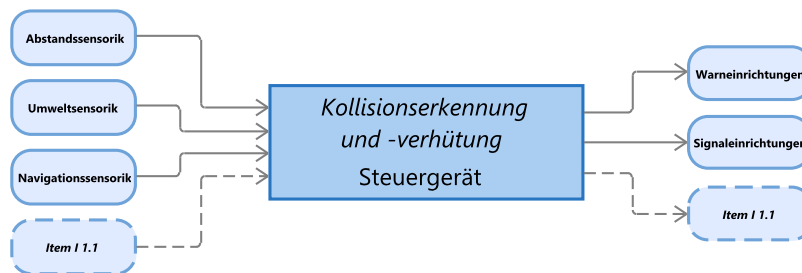 Abstandssensorik
Umweltsensorik
Navigationssensorik
Item I 1.1
Kollisionserkennung
und -verhütung
Steuergerät
Warneinrichtungen
Signaleinrichtungen
Item I 1.1